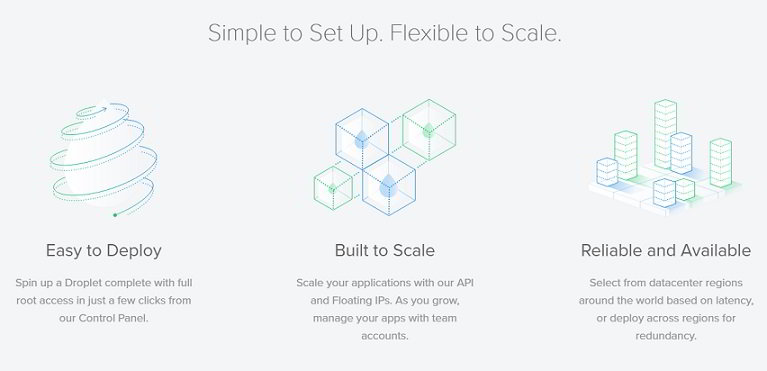 Simple to Set Up. Flexible to Scale.
Easy to Deploy
Spin up a Droplet complete with full
root access in just a few clicks from
our Control Panel.
Built to Scale
Scale your applications with our API
and Floating IPs. As you grow,
manage your apps with team
accounts.
Reliable and Available
Select from datacenter regions
around the world based on latency,
or deploy across regions for
redundancy.